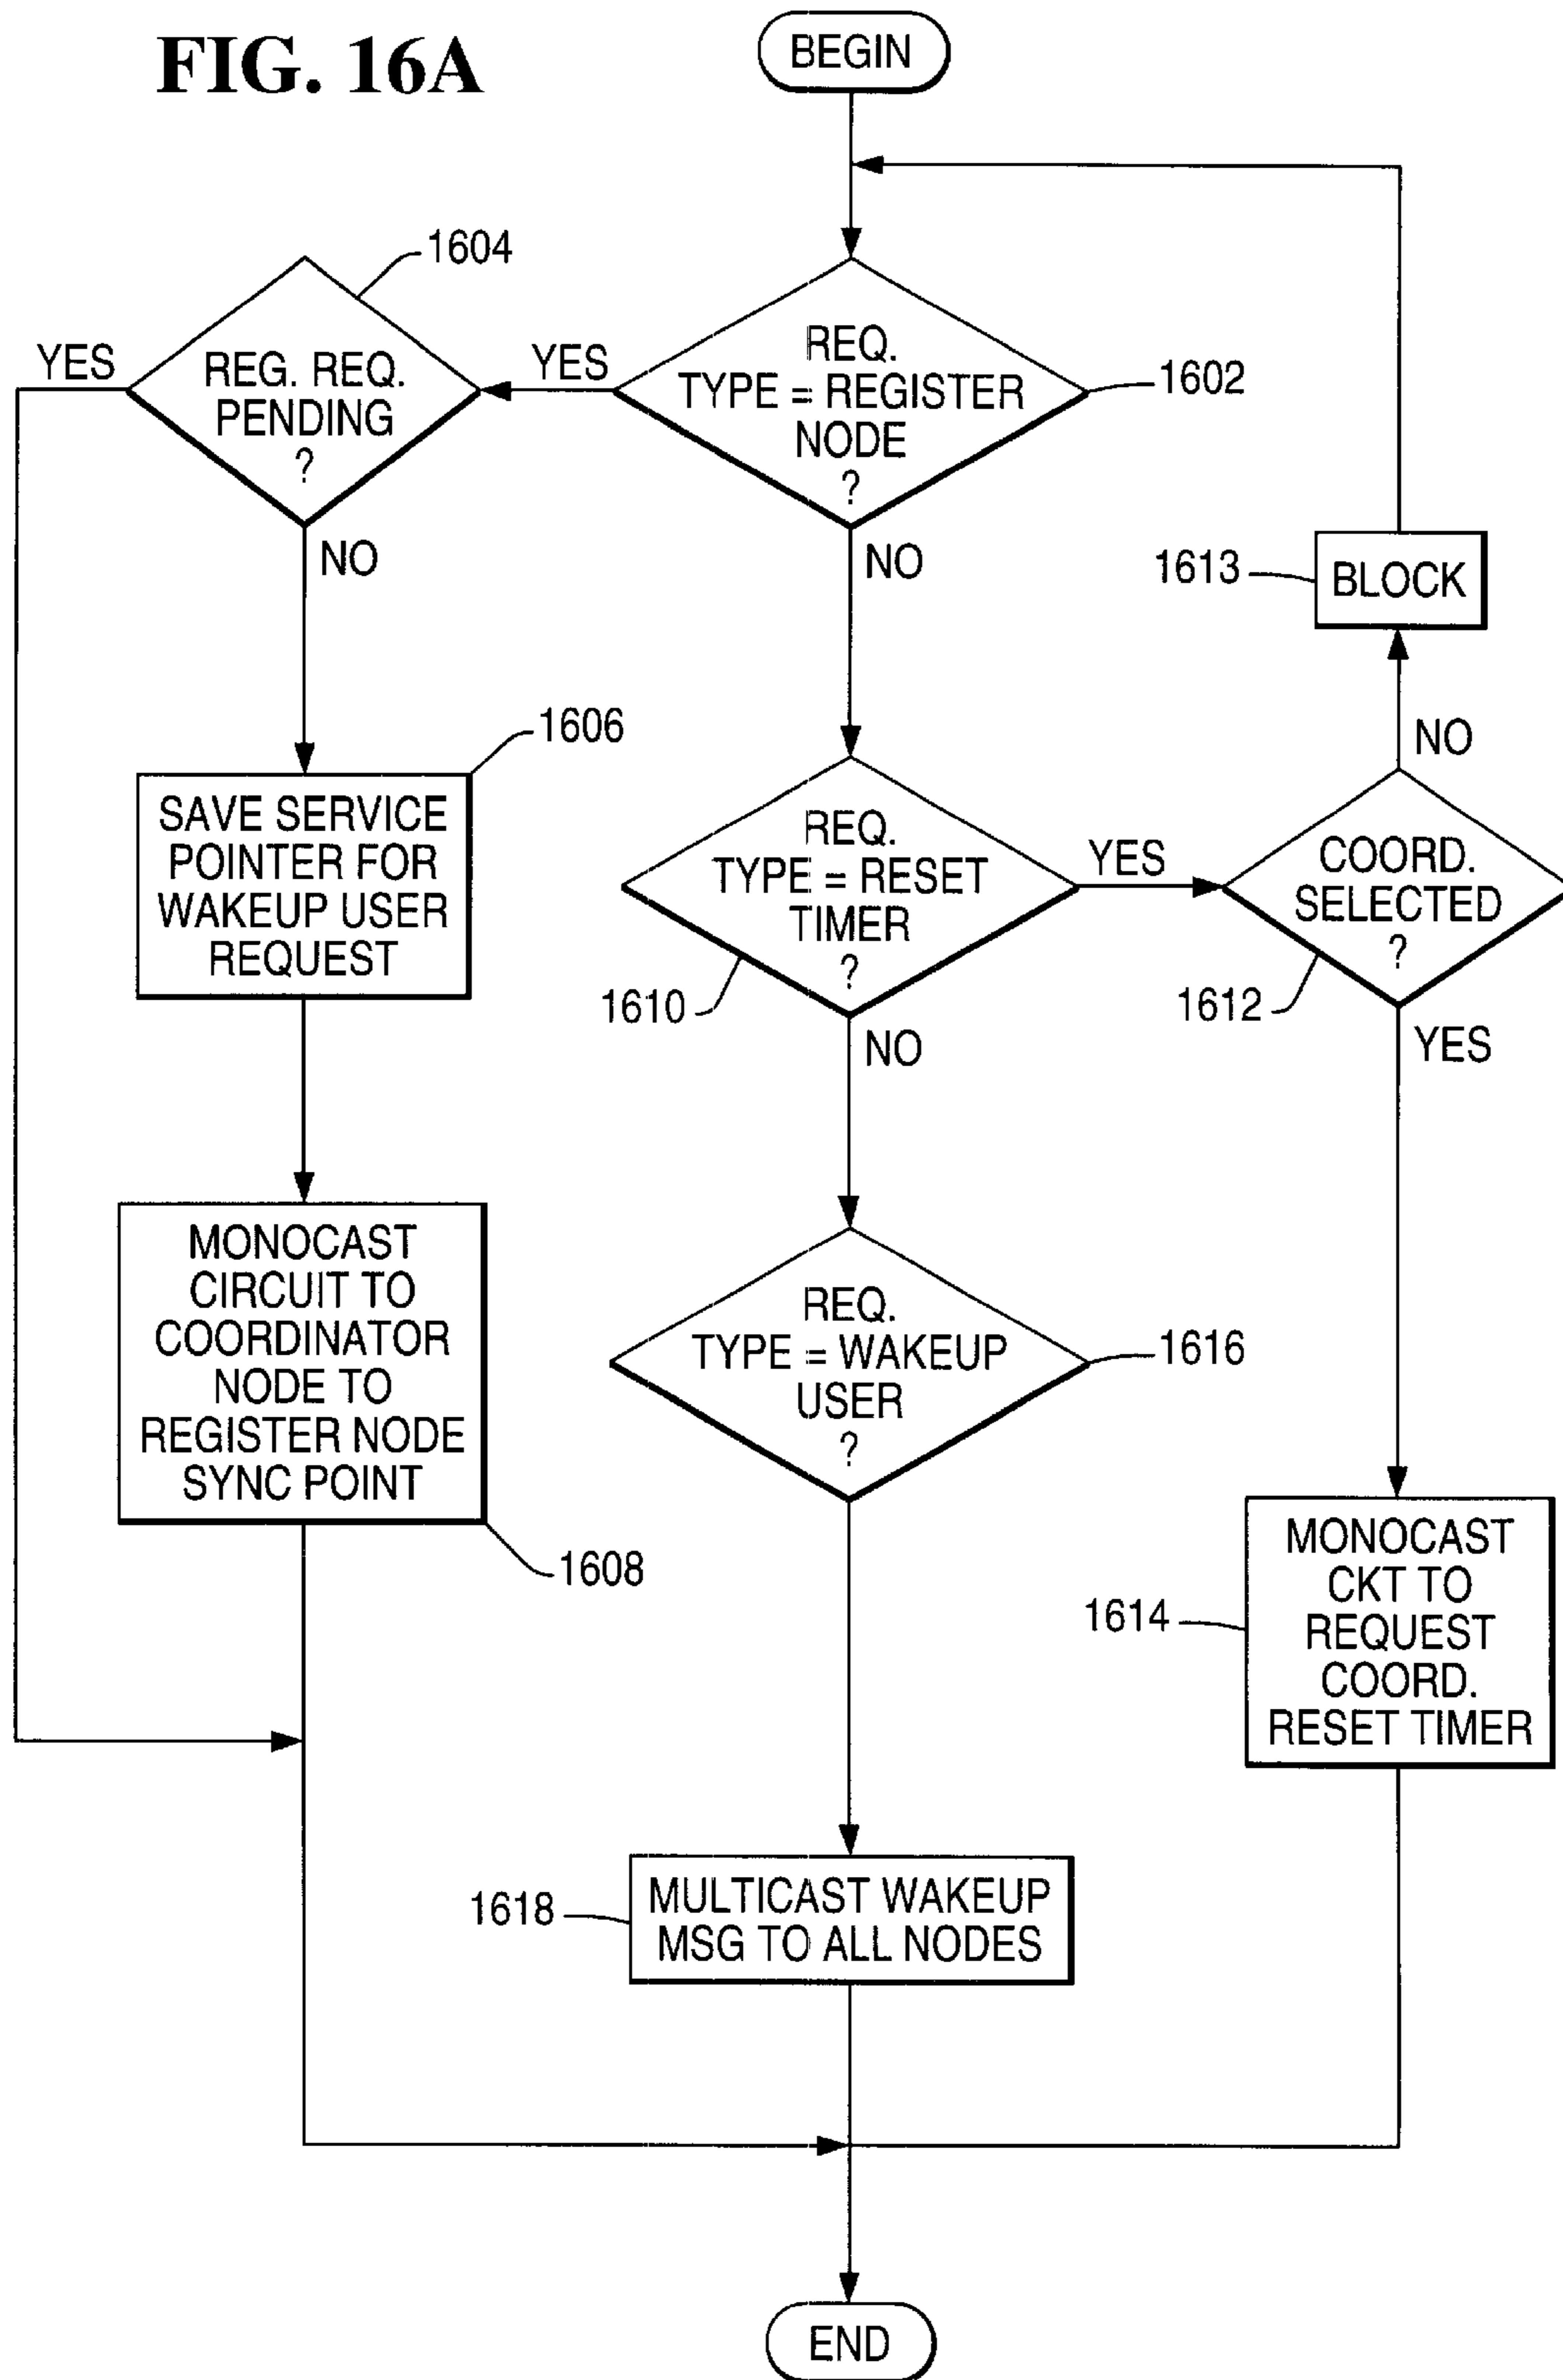 FIG. 16A
BEGIN
1604
YES
REG. REQ.
PENDING
?
YES
REQ.
TYPE = REGISTER
NODE
?
1602
NO
NO
1613
BLOCK
1606
SAVE SERVICE
POINTER FOR
WAKEUP USER
REQUEST
REQ.
TYPE = RESET
TIMER
?
1610
YES
NO
COORD.
SELECTED
?
1612
NO
YES
MONOCAST
CIRCUIT TO
COORDINATOR
NODE TO
REGISTER NODE
SYNC POINT
1608
REQ.
TYPE = WAKEUP
USER
?
1616
1614
MONOCAST
CKT TO
REQUEST
COORD.
RESET TIMER
1618
MULTICAST WAKEUP
MSG TO ALL NODES
END